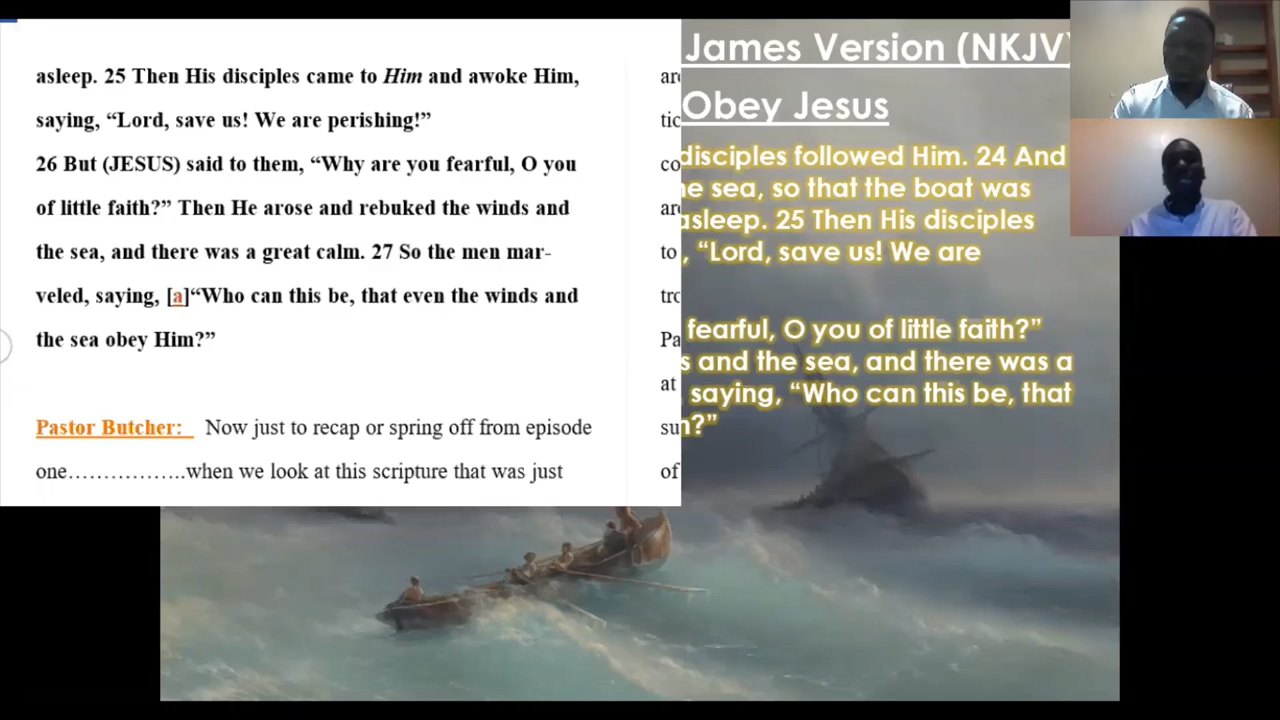 asleep. 25 Then His disciples came to Him and awoke Him,
saying, “Lord, save us! We are perishing!”
26 But (JESUS) said to them, “Why are you fearful, O you
of little faith?” Then He arose and rebuked the winds and
the sea, and there was a great calm. 27 So the men mar-
veled, saying, [a]“Who can this be, that even the winds and
the sea obey Him?”
Pastor Butcher: Now just to recap or spring off from episode
one……………..when we look at this scripture that was just
Pa
at
of
James Version (NKJV)
Obey Jesus
disciples followed Him. 24 And
sea, so that the boat was
asleep. 25 Then His disciples
, “Lord, save us! We are
fearful, O you of little faith?”
and the sea, and there was a
saying, “Who can this be, that